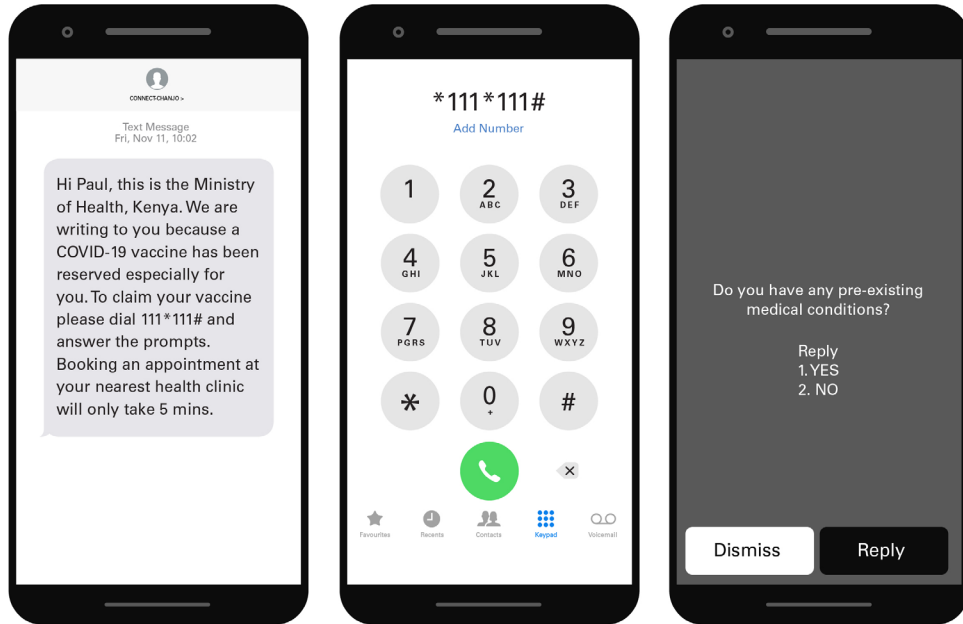 CONNECT-CHANJO >
Text Message
Fri, Nov 11, 10:02
Hi Paul, this is the Ministry
of Health, Kenya. We are
writing to you because a
COVID-19 vaccine has been
reserved especially for
you. To claim your vaccine
please dial 111*111# and
answer the prompts.
Booking an appointment at
your nearest health clinic
will only take 5 mins.
*111*111#
Add Number
1
2
ABC
3
DEF
4
GHI
5
JKL
6
MNO
7
PGRS
8
TUV
9
WXYZ
*
0
+
#
Favourites
Recents
Contacts
Keypad
Voicemail
Do you have any pre-existing
medical conditions?
Reply
1. YES
2. NO
Dismiss
Reply